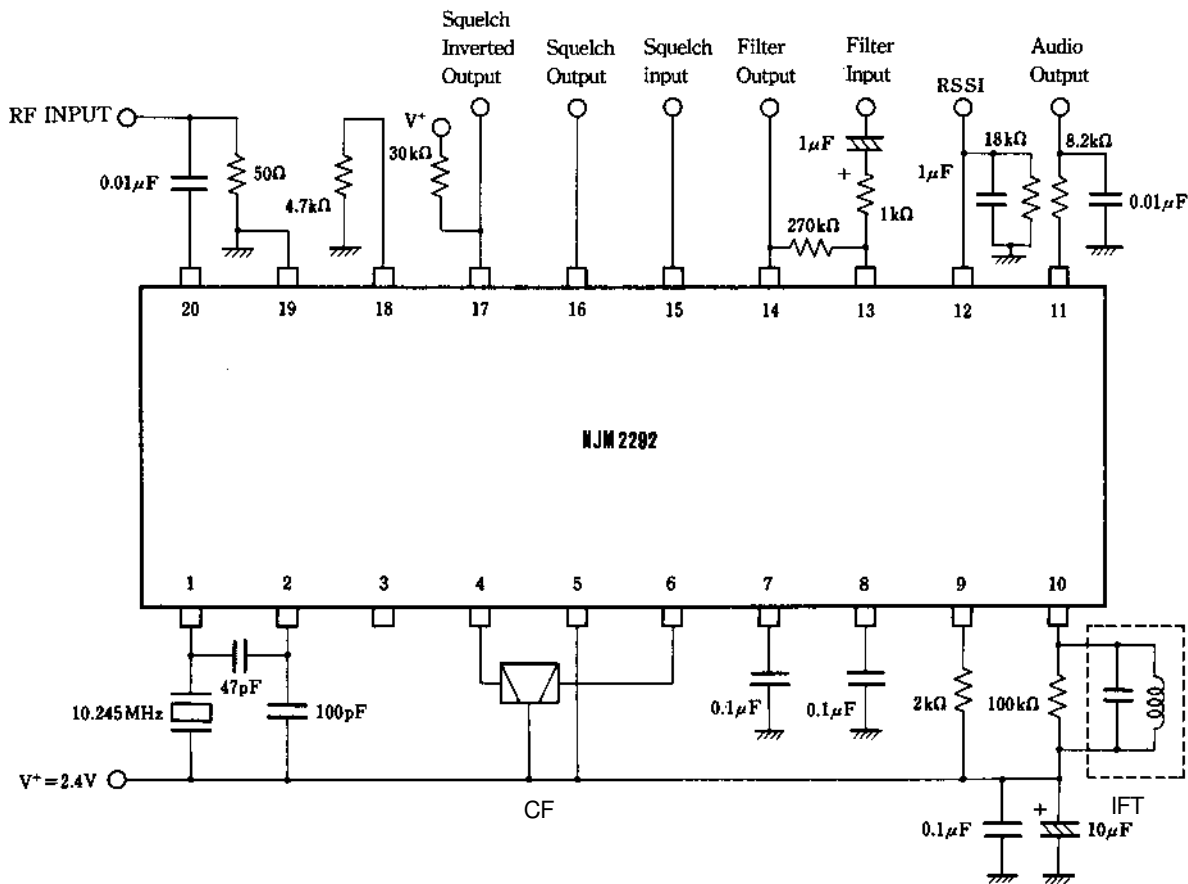 Squelch
Inverted
Output
Squelch
Output
Squelch
input
Filter
Output
Filter
Input
RSSI
Audio
Output
RF INPUT
V+
30kΩ
0.01μF
50Ω
4.7kΩ
1μF
+
1kΩ
270kΩ
1μF
18kΩ
8.2kΩ
0.01μF
20 19 18 17 16 15 14 13 12 11
NJM2292
1 2 3 4 5 6 7 8 9 10
47pF
10.245MHz
100pF
0.1μF
0.1μF
2kΩ
100kΩ
V+=2.4V
CF
IFT
0.1μF
+
10μF